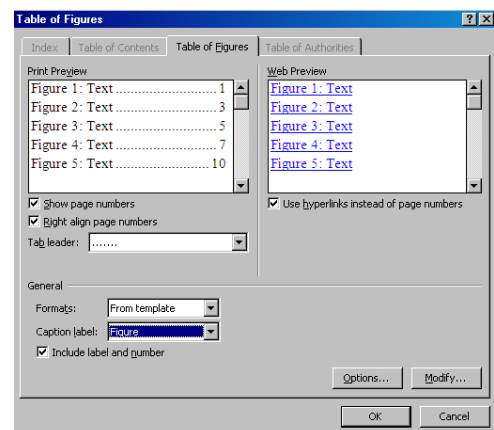 Table of Figures
Index Table of Contents Table of Figures Table of Authorities
Print Preview
Figure 1: Text............................1
Figure 2: Text............................3
Figure 3: Text............................5
Figure 4: Text............................7
Figure 5: Text..........................10
Web Preview
Figure 1: Text
Figure 2: Text
Figure 3: Text
Figure 4: Text
Figure 5: Text
Show page numbers
Right align page numbers
Tab leader: .......
Use hyperlinks instead of page numbers
General
Formats: From template
Caption label: Figure
Include label and number
Options... Modify...
OK Cancel